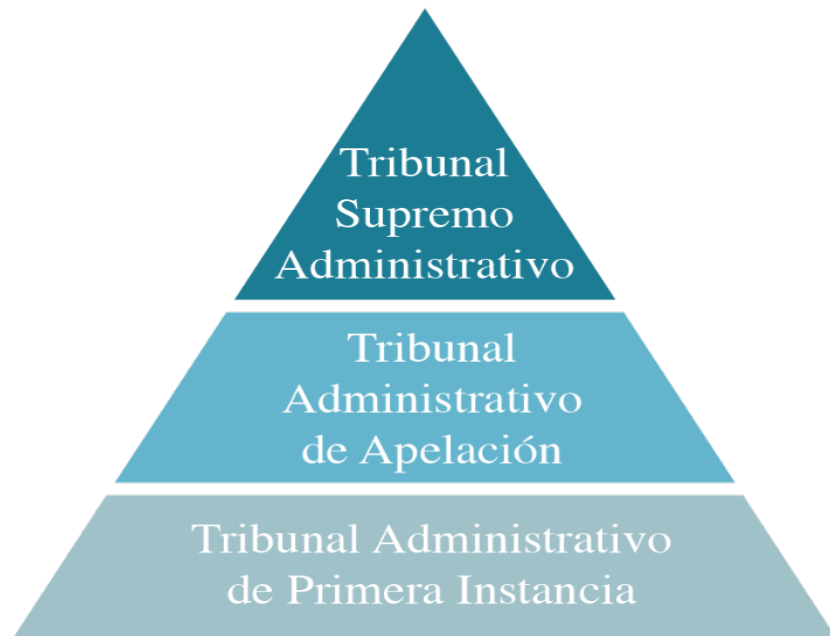 Tribunal
Supremo
Administrativo
Tribunal
Administrativo
de Apelación
Tribunal Administrativo
de Primera Instancia